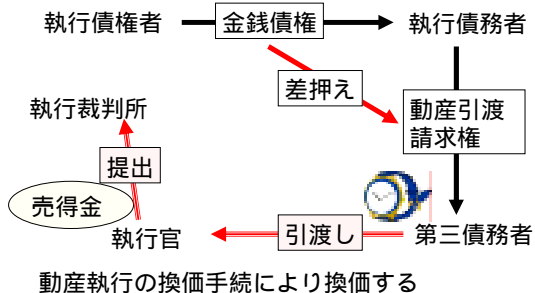 執行債権者
金銭債権
執行債務者
差押え
執行裁判所
動産引渡
請求権
提出
売得金
執行官
引渡し
第三債務者
動産執行の換価手続により換価する